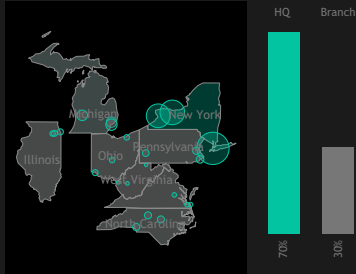 HQ Branch
Michigan
New York
Pennsylvania
Illinois
Ohio
West Virginia
North Carolina
70% 30%